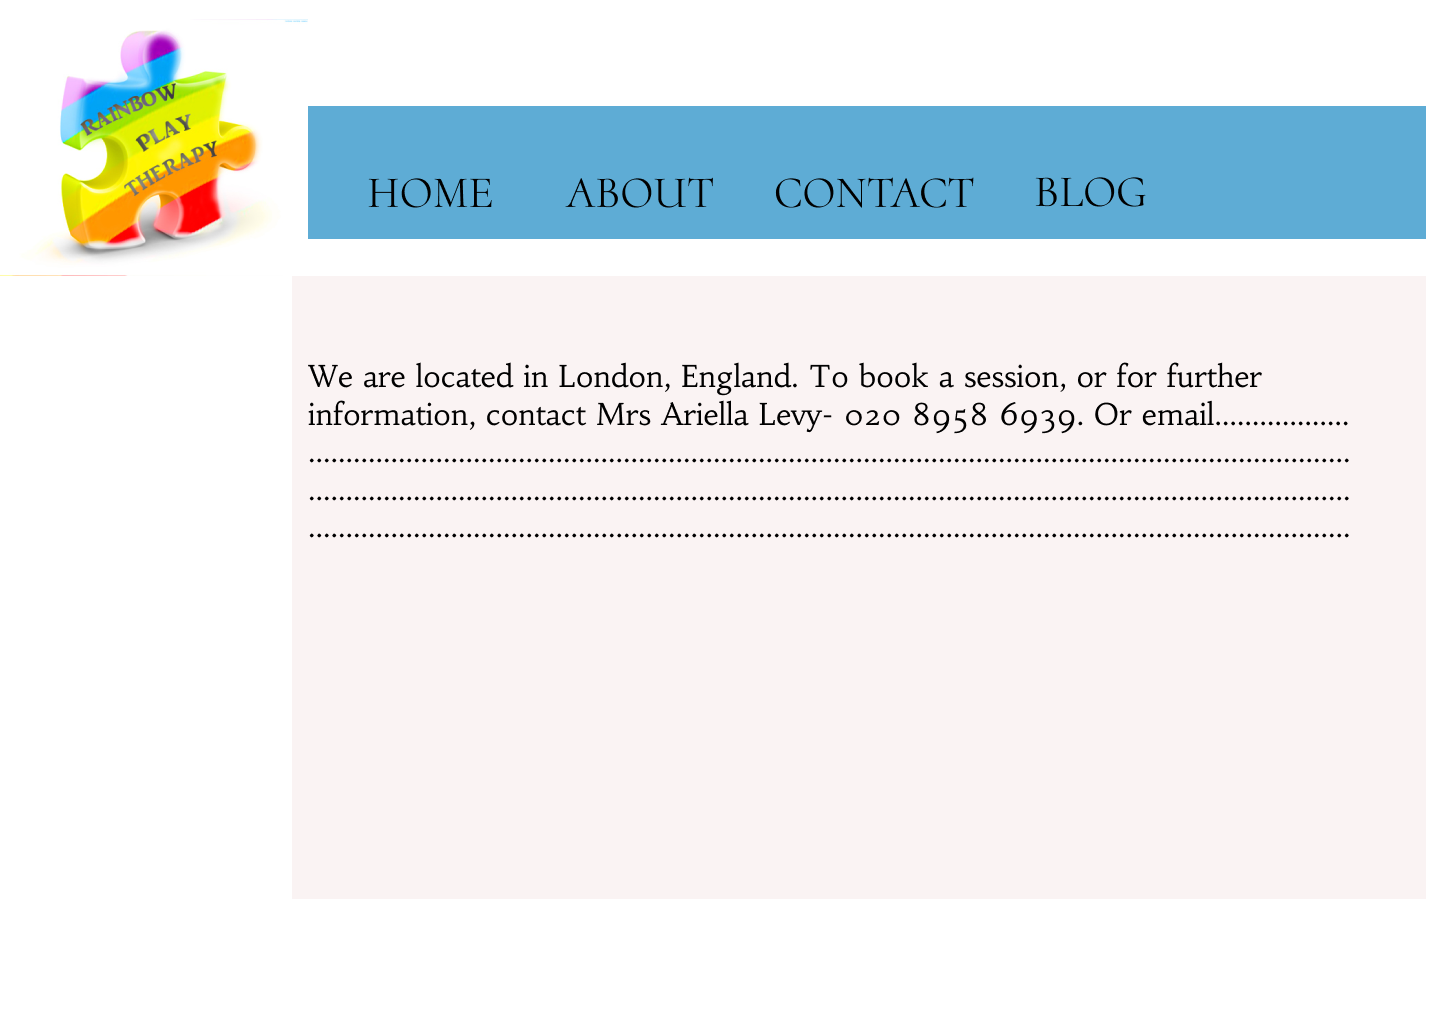 RAINBOW
PLAY
THERAPY
HOME ABOUT CONTACT BLOG
We are located in London, England. To book a session, or for further
information, contact Mrs Ariella Levy- 020 8958 6939. Or email..................
...........................................................................................................................................
...........................................................................................................................................
...........................................................................................................................................